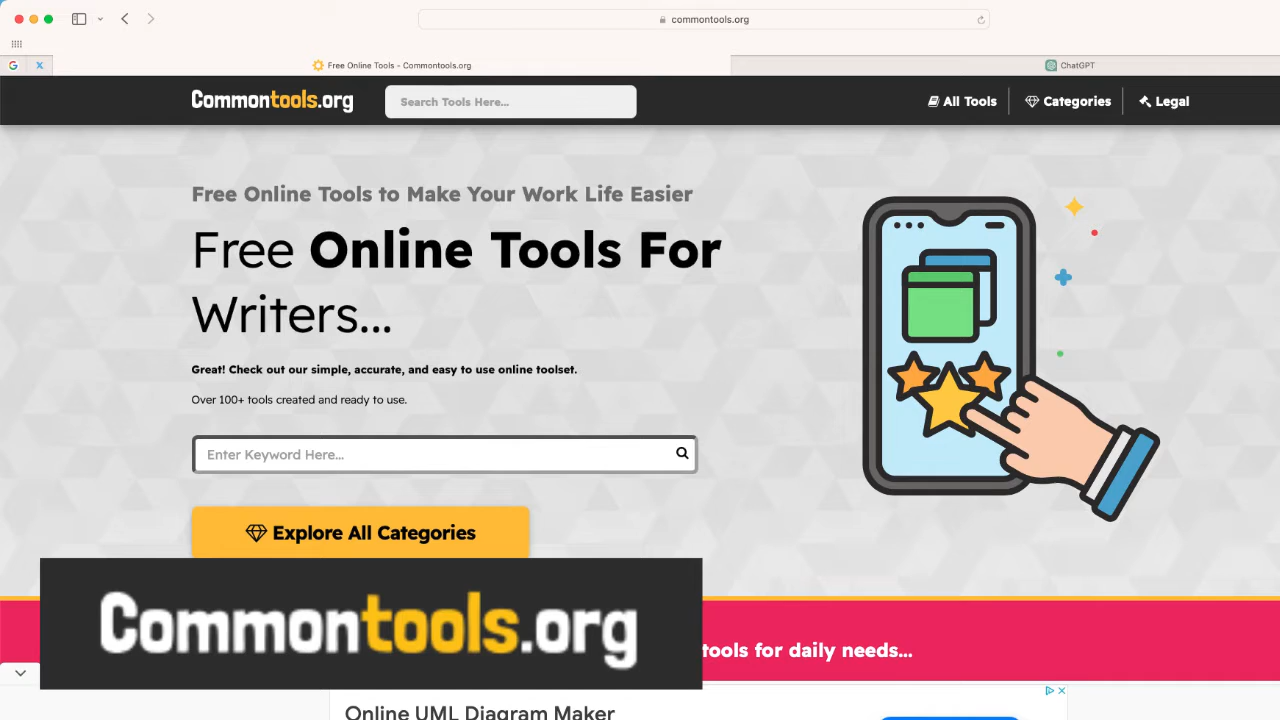 commontools.org
Free Online Tools - Commontools.org
ChatGPT
Commontools.org
Search Tools Here...
All Tools
Categories
Legal
Free Online Tools to Make Your Work Life Easier
Free Online Tools For
Writers...
Great! Check out our simple, accurate, and easy to use online toolset.
Over 100+ tools created and ready to use.
Enter Keyword Here...
Explore All Categories
Commontools.org
tools for daily needs...
Online UML Diagram Maker